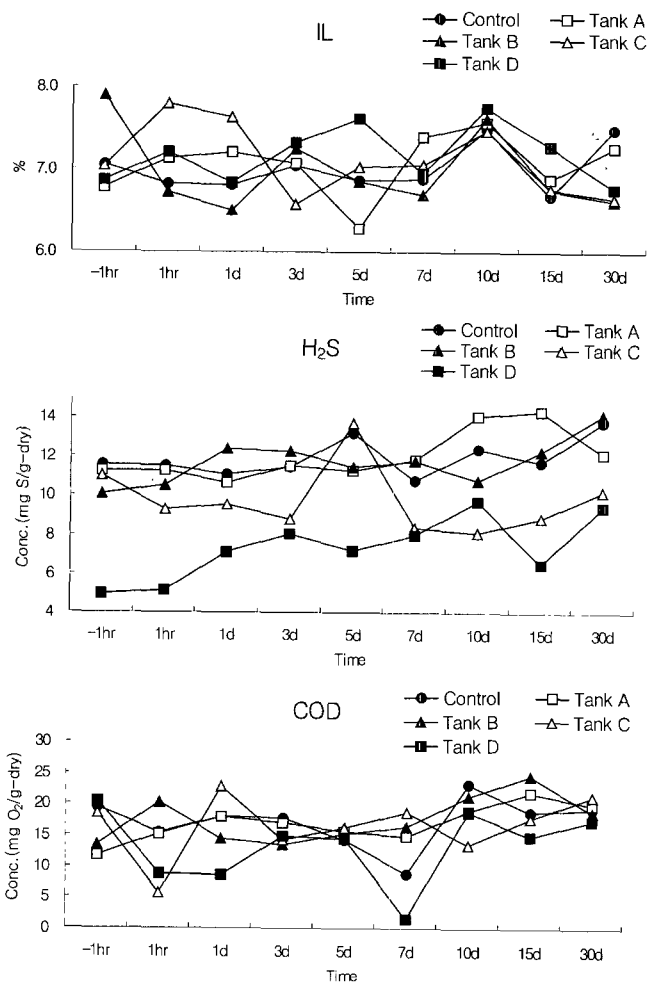 IL
Control
Tank A
Tank B
Tank C
Tank D
8.0
7.0
6.0
%
−1hr 1hr 1d 3d 5d 7d 10d 15d 30d
Time
H₂S
Control
Tank A
Tank B
Tank C
Tank D
14
12
10
8
6
4
Conc.(mg S/g-dry)
−1hr 1hr 1d 3d 5d 7d 10d 15d 30d
Time
COD
Control
Tank A
Tank B
Tank C
Tank D
30
25
20
15
10
5
0
Conc.(mg O₂/g-dry)
−1hr 1hr 1d 3d 5d 7d 10d 15d 30d
Time